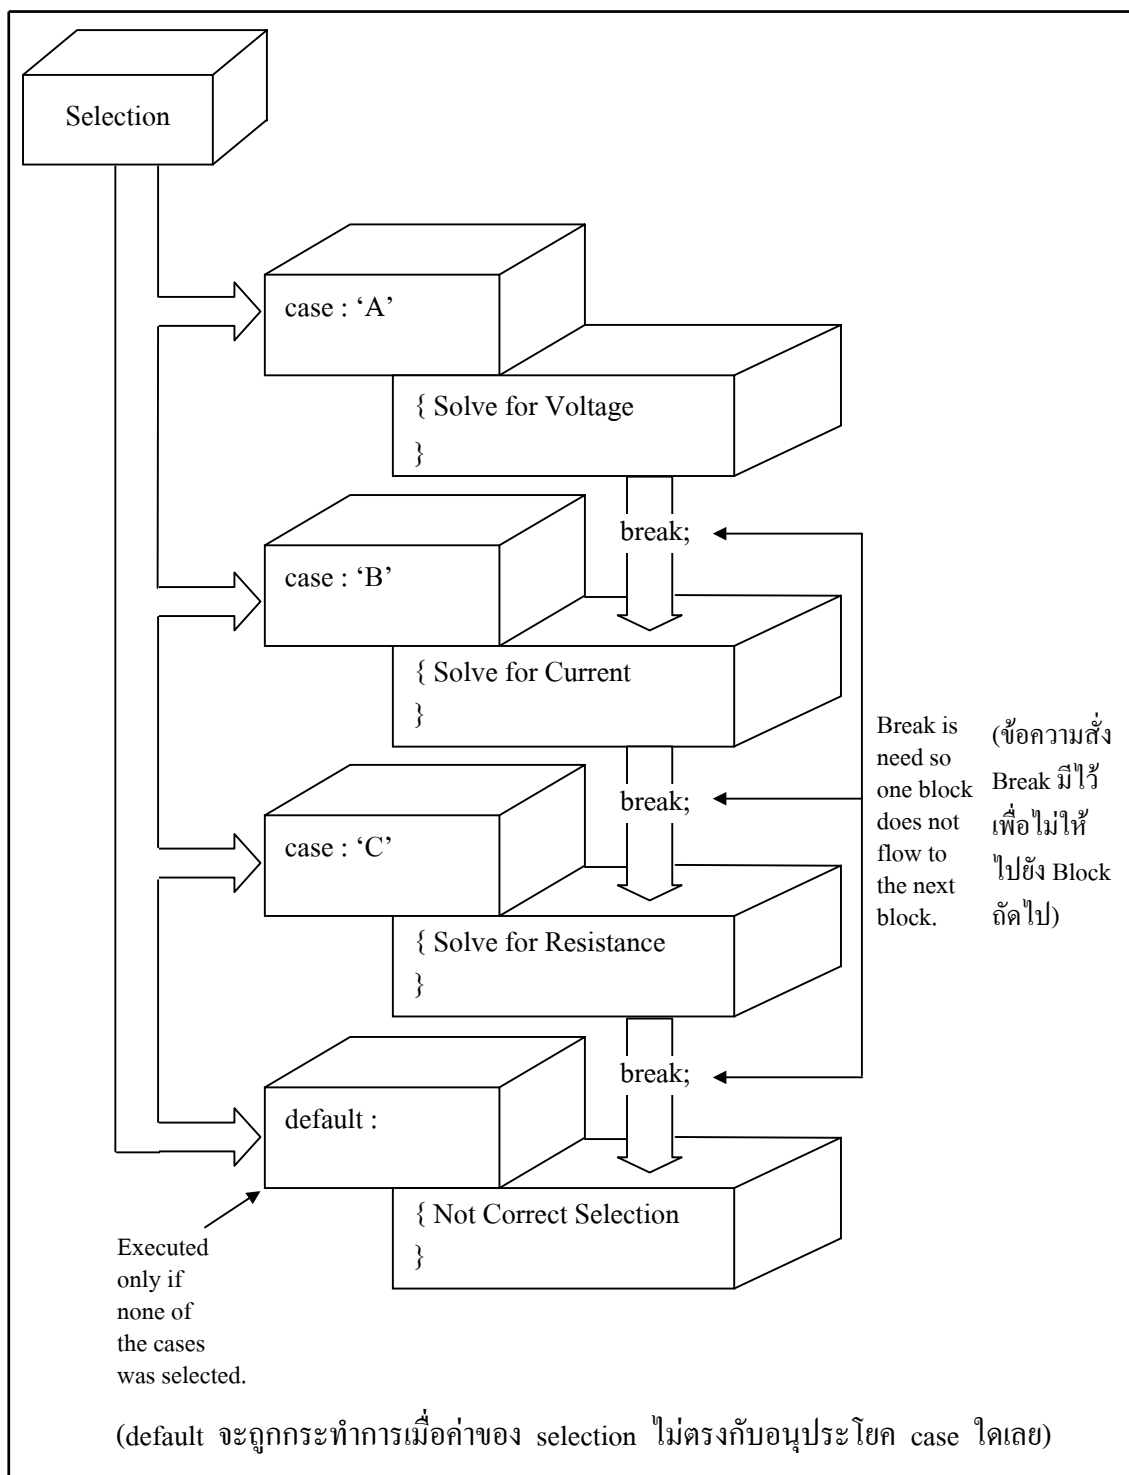 Selection
case : ‘A’
{ Solve for Voltage
}
break;
case : ‘B’
{ Solve for Current
}
break;
case : ‘C’
{ Solve for Resistance
}
break;
default :
{ Not Correct Selection
}
Break is
need so
one block
does not
flow to
the next
block.
(ข้อความสั่ง
Break มีไว้
เพื่อไม่ให้
ไปยัง Block
ถัดไป)
Executed
only if
none of
the cases
was selected.
(default จะถูกกระทำการเมื่อค่าของ selection ไม่ตรงกับอนุประโยค case ใดเลย)